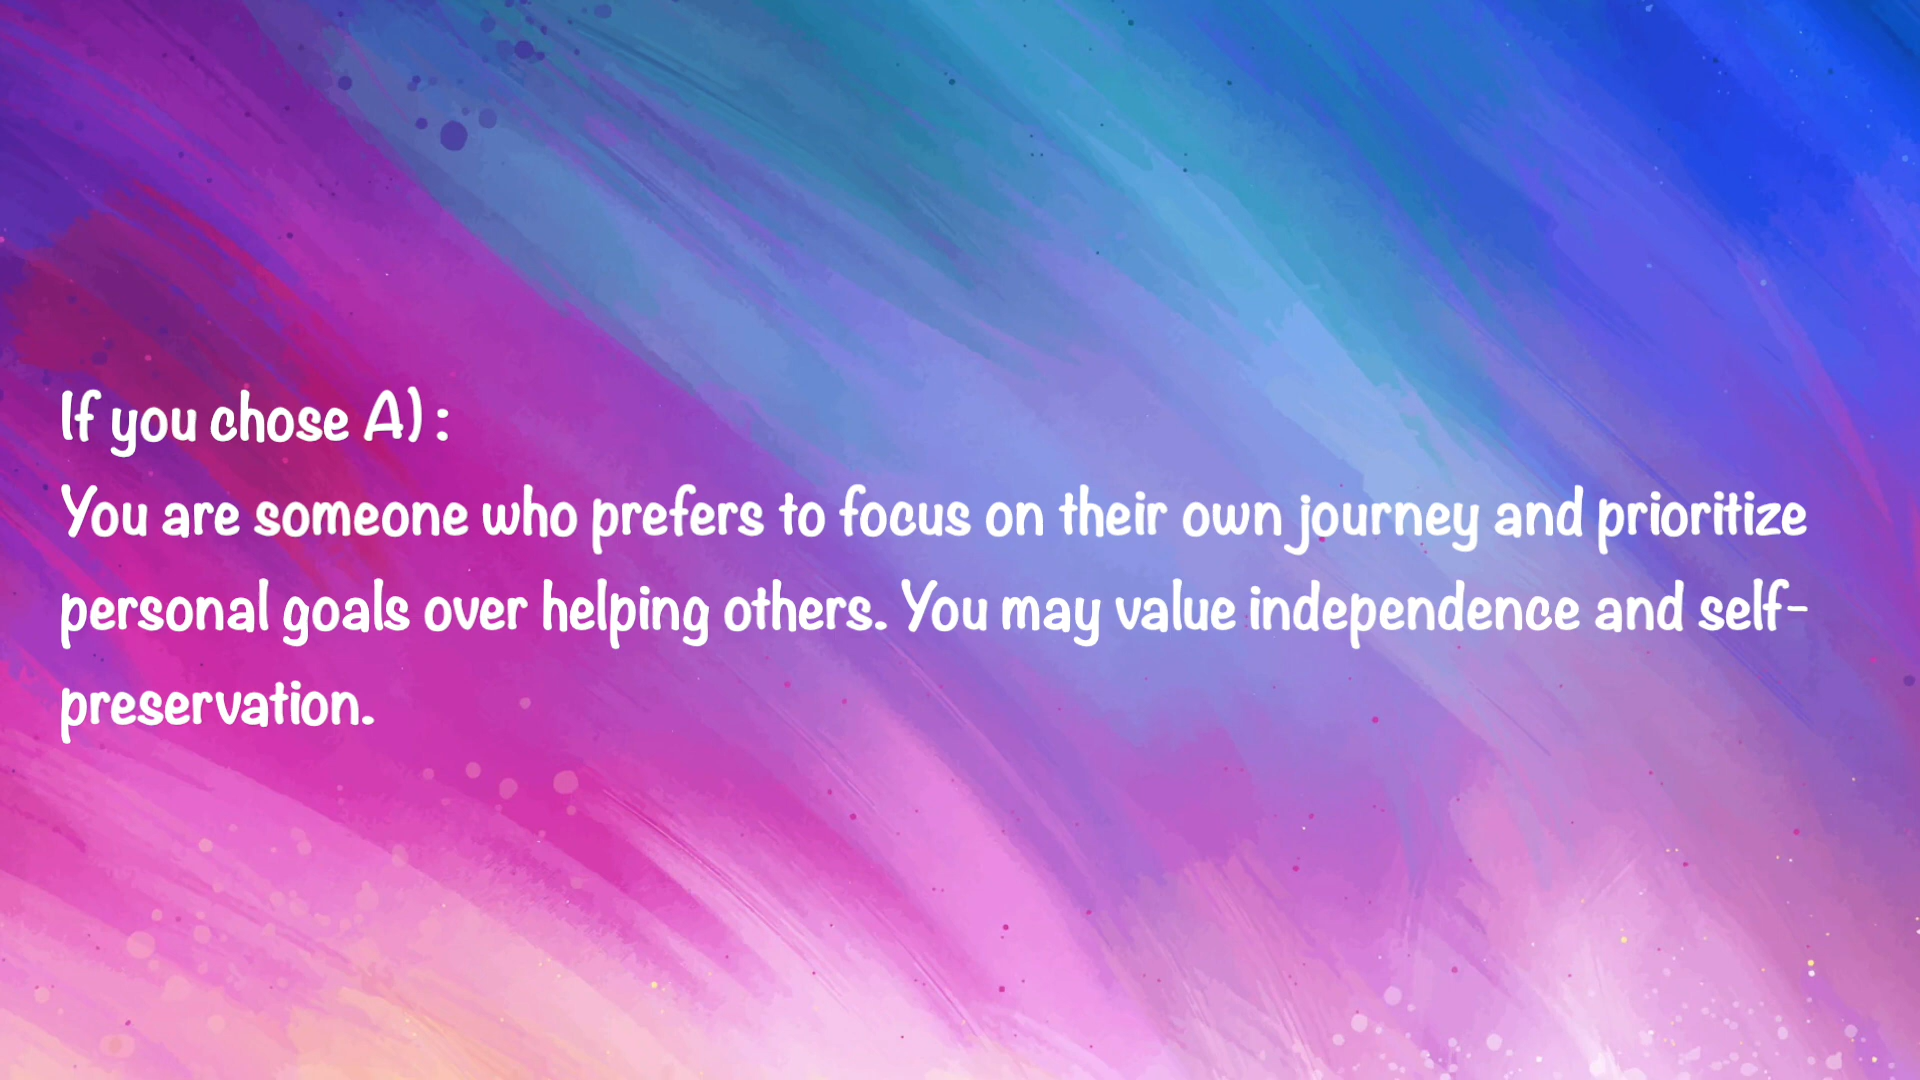 If you chose A) :
You are someone who prefers to focus on their own journey and prioritize
personal goals over helping others. You may value independence and self-
preservation.